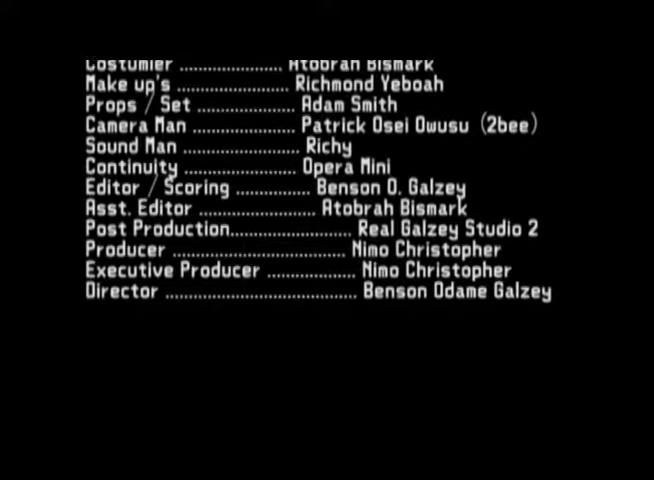 Costumier ...................... Atobrah Bismark
Make up's ........................ Richmond Yeboah
Props / Set ..................... Adam Smith
Camera Man ...................... Patrick Osei Owusu (2bee)
Sound Man ......................... Richy
Continuity ........................ Opera Mini
Editor / Scoring ................ Benson O. Galzey
Asst. Editor ......................... Atobrah Bismark
Post Production.......................... Real Galzey Studio 2
Producer ..................................... Nimo Christopher
Executive Producer ................... Nimo Christopher
Director ......................................... Benson Odame Galzey